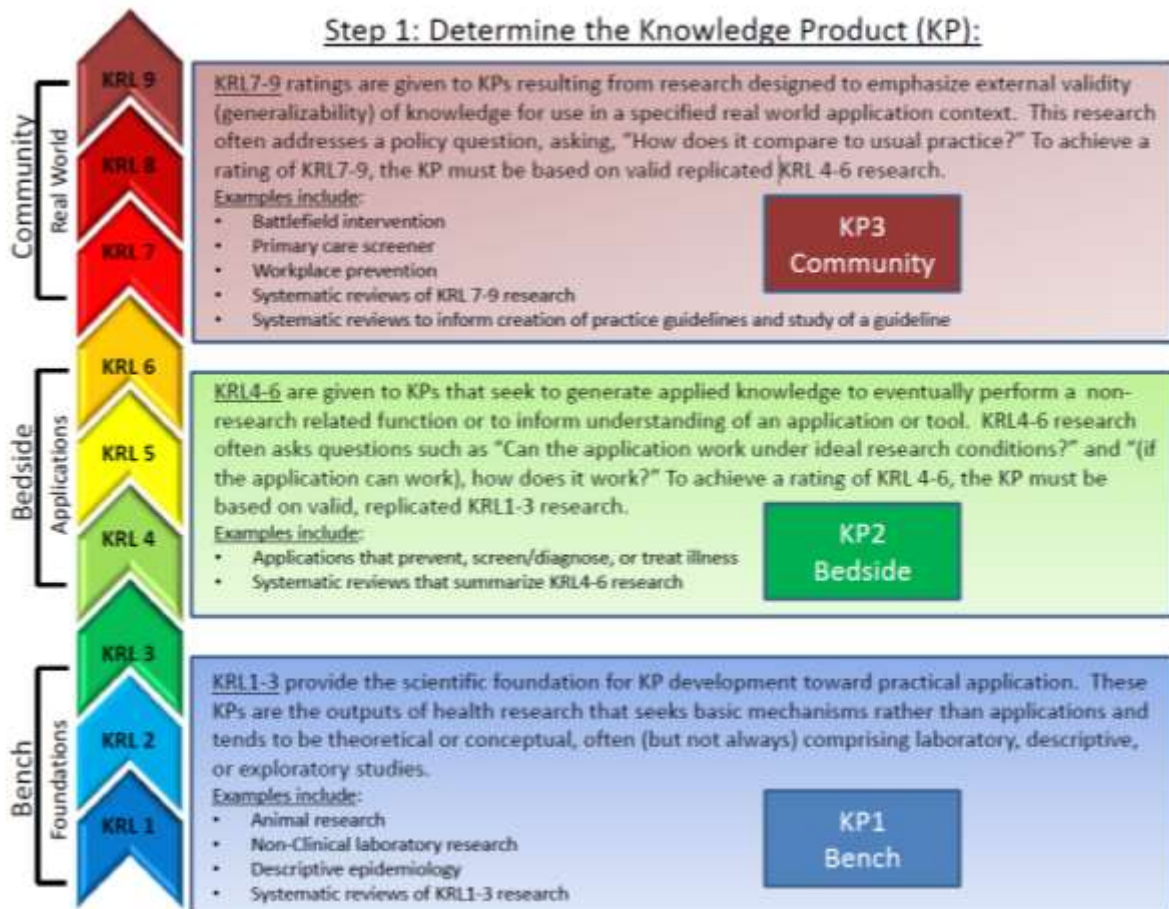 Step 1: Determine the Knowledge Product (KP):
Community
Real World
KRL 9
KRL 8
KRL 7
KRL7-9 ratings are given to KPs resulting from research designed to emphasize external validity
(generalizability) of knowledge for use in a specified real world application context. This research
often addresses a policy question, asking, “How does it compare to usual practice?” To achieve a
rating of KRL7-9, the KP must be based on valid replicated KRL 4-6 research.
Examples include:
• Battlefield intervention
• Primary care screener
• Workplace prevention
• Systematic reviews of KRL 7-9 research
• Systematic reviews to inform creation of practice guidelines and study of a guideline
KP3
Community
Bedside
Applications
KRL 6
KRL 5
KRL 4
KRL4-6 are given to KPs that seek to generate applied knowledge to eventually perform a non-
research related function or to inform understanding of an application or tool. KRL4-6 research
often asks questions such as “Can the application work under ideal research conditions?” and “(if
the application can work), how does it work?” To achieve a rating of KRL 4-6, the KP must be
based on valid, replicated KRL1-3 research.
Examples include:
• Applications that prevent, screen/diagnose, or treat illness
• Systematic reviews that summarize KRL4-6 research
KP2
Bedside
Bench
Foundations
KRL 3
KRL 2
KRL 1
KRL1-3 provide the scientific foundation for KP development toward practical application. These
KPs are the outputs of health research that seeks basic mechanisms rather than applications and
tends to be theoretical or conceptual, often (but not always) comprising laboratory, descriptive,
or exploratory studies.
Examples include:
• Animal research
• Non-Clinical laboratory research
• Descriptive epidemiology
• Systematic reviews of KRL1-3 research
KP1
Bench